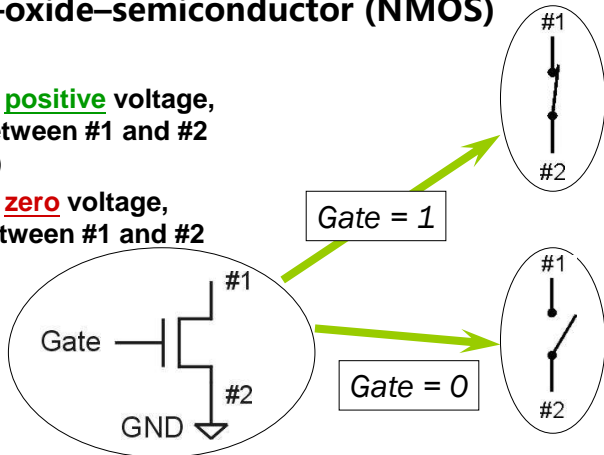 -oxide–semiconductor (NMOS)
positive voltage,
etween #1 and #2
)
zero voltage,
tween #1 and #2
#1
#2
Gate = 1
#1
Gate
#2
GND
Gate = 0
#1
#2